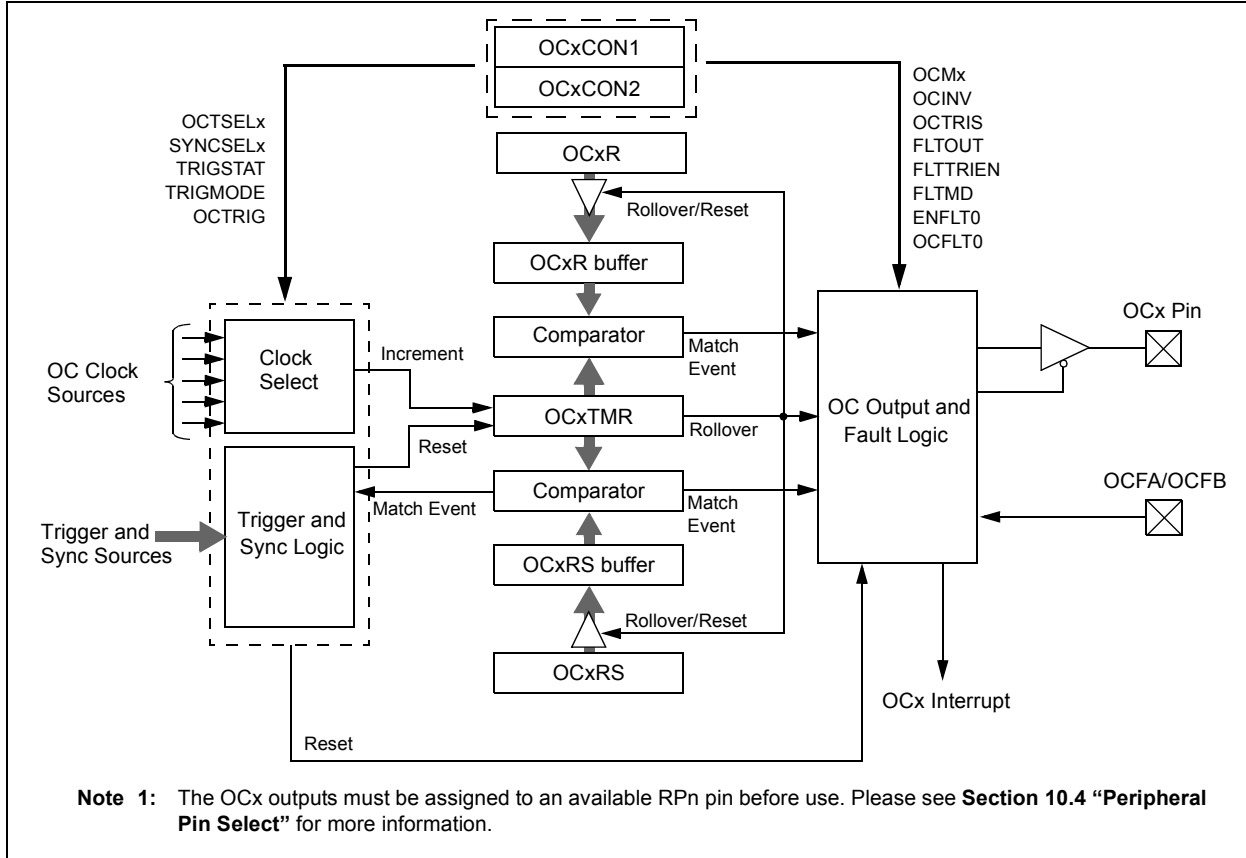 OCxCON1
OCxCON2
OCTSELx
SYNCSELx
TRIGSTAT
TRIGMODE
OCTRIG
OCMx
OCINV
OCTRIS
FLTOUT
FLTTRIEN
FLTMD
ENFLT0
OCFLT0
OCxR
Rollover/Reset
OCxR buffer
OCx Pin
Comparator
Match
Event
Increment
Clock
Select
OC Clock
Sources
OCxTMR
Rollover
OC Output and
Fault Logic
Reset
Comparator
Match Event
Match
Event
OCFA/OCFB
Trigger and
Sync Logic
Trigger and
Sync Sources
OCxRS buffer
Rollover/Reset
OCxRS
OCx Interrupt
Reset
Note 1: The OCx outputs must be assigned to an available RPn pin before use. Please see Section 10.4 “Peripheral
Pin Select” for more information.